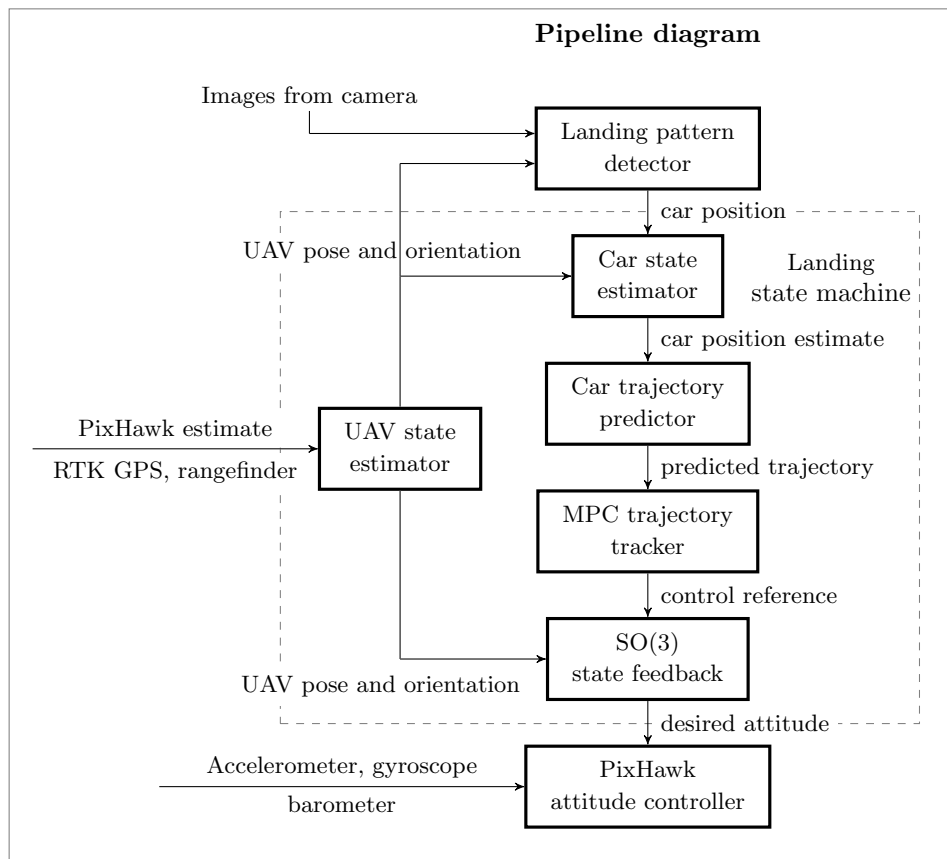 Pipeline diagram
Images from camera
Landing pattern
detector
car position
UAV pose and orientation
Car state
estimator
Landing
state machine
car position estimate
Car trajectory
predictor
PixHawk estimate
RTK GPS, rangefinder
UAV state
estimator
predicted trajectory
MPC trajectory
tracker
control reference
SO(3)
state feedback
UAV pose and orientation
desired attitude
Accelerometer, gyroscope
barometer
PixHawk
attitude controller